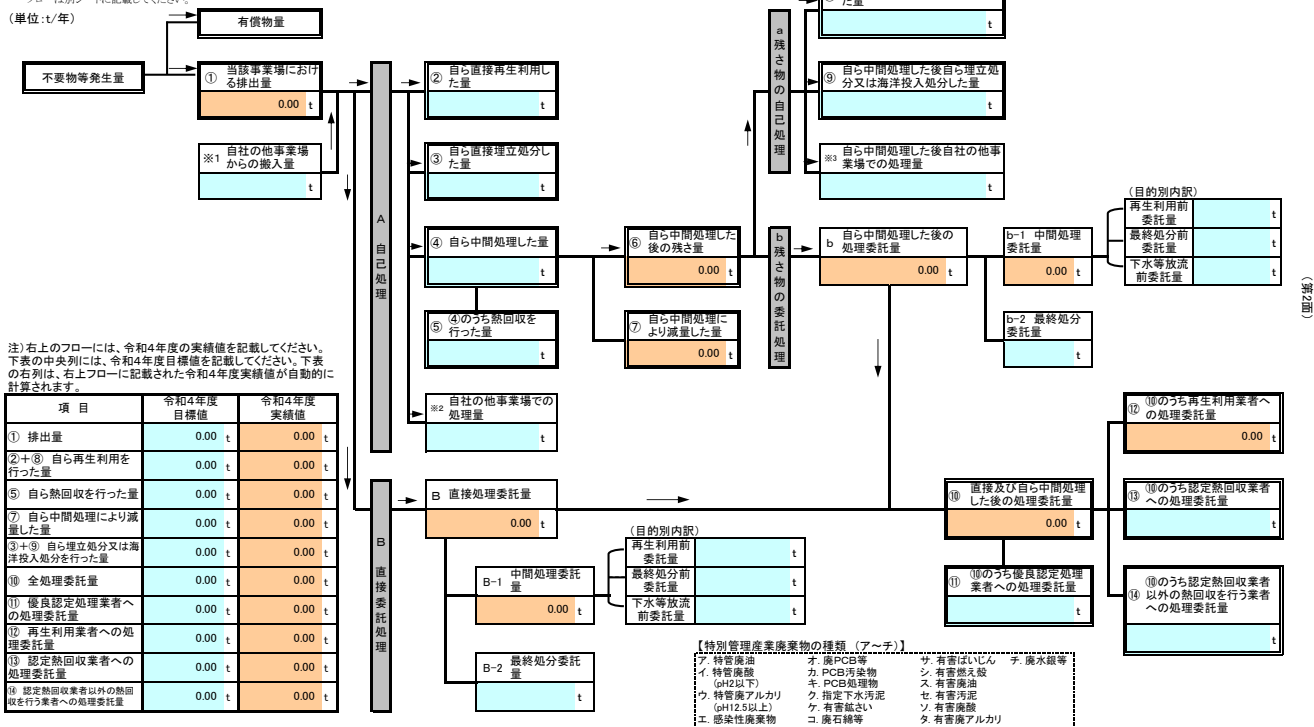 フローは別シートに記載してください。
(単位:t/年)
有償物量
不要物等発生量
① 当該事業場におけ
る排出量
0.00 t
※1 自社の他事業場
からの搬入量
t
A 自己処理
② 自ら直接再生利用し
た量
t
③ 自ら直接埋立処分し
た量
t
④ 自ら中間処理した量
t
⑤ ④のうち熱回収を
行った量
t
※2 自社の他事業場での
処理量
t
⑥ 自ら中間処理した
後の残さ量
0.00 t
⑦ 自ら中間処理に
より減量した量
0.00 t
a 残さ物の自己処理
た量
t
⑨ 自ら中間処理した後自ら埋立処
分又は海洋投入処分した量
t
※3 自ら中間処理した後自社の他事
業場での処理量
t
b 残さ物の委託処理
b 自ら中間処理した後の
処理委託量
0.00 t
b-1 中間処理
委託量
0.00 t
b-2 最終処分
委託量
t
(目的別内訳)
再生利用前
委託量
t
最終処分前
委託量
t
下水等放流
前委託量
t
(第2面)
注)右上のフローには、令和4年度の実績値を記載してください。
下表の中央列には、令和4年度目標値を記載してください。下表
の右列は、右上フローに記載された令和4年度実績値が自動的に
計算されます。
項 目 令和4年度
目標値 令和4年度
実績値
① 排出量 0.00 t 0.00 t
②+⑧ 自ら再生利用を
行った量 0.00 t 0.00 t
⑤ 自ら熱回収を行った量 0.00 t 0.00 t
⑦ 自ら中間処理により減
量した量 0.00 t 0.00 t
③+⑨ 自ら埋立処分又は海
洋投入処分を行った量 0.00 t 0.00 t
⑩ 全処理委託量 0.00 t 0.00 t
⑪ 優良認定処理業者へ
の処理委託量 0.00 t 0.00 t
⑫ 再生利用業者への処
理委託量 0.00 t 0.00 t
⑬ 認定熱回収業者への
処理委託量 0.00 t 0.00 t
⑭ 認定熱回収業者以外の熱回
収を行う業者への処理委託量 0.00 t 0.00 t
B 直接委託処理
B 直接処理委託量
0.00 t
B-1 中間処理委託
量
0.00 t
B-2 最終処分委託
量
t
(目的別内訳)
再生利用前
委託量
t
最終処分前
委託量
t
下水等放流
前委託量
t
⑩ 直接及び自ら中間処理
した後の処理委託量
0.00 t
⑪ ⑩のうち優良認定処理
業者への処理委託量
t
⑫ ⑩のうち再生利用業者へ
の処理委託量
0.00 t
⑬ ⑩のうち認定熱回収業者
への処理委託量
t
⑭ ⑩のうち認定熱回収業者
以外の熱回収を行う業者
への処理委託量
t
【特別管理産業廃棄物の種類 (ア~チ)】
ア. 特管廃油 オ. 廃PCB等 サ. 有害ばいじん チ. 廃水銀等
イ. 特管廃酸 カ. PCB汚染物 シ. 有害燃え殻
(pH2以下) キ. PCB処理物 ス. 有害廃油
ウ. 特管廃アルカリ ク. 指定下水汚泥 セ. 有害汚泥
(pH12.5以上) ケ. 有害鉱さい ソ. 有害廃酸
エ. 感染性廃棄物 コ. 廃石綿等 タ. 有害廃アルカリ